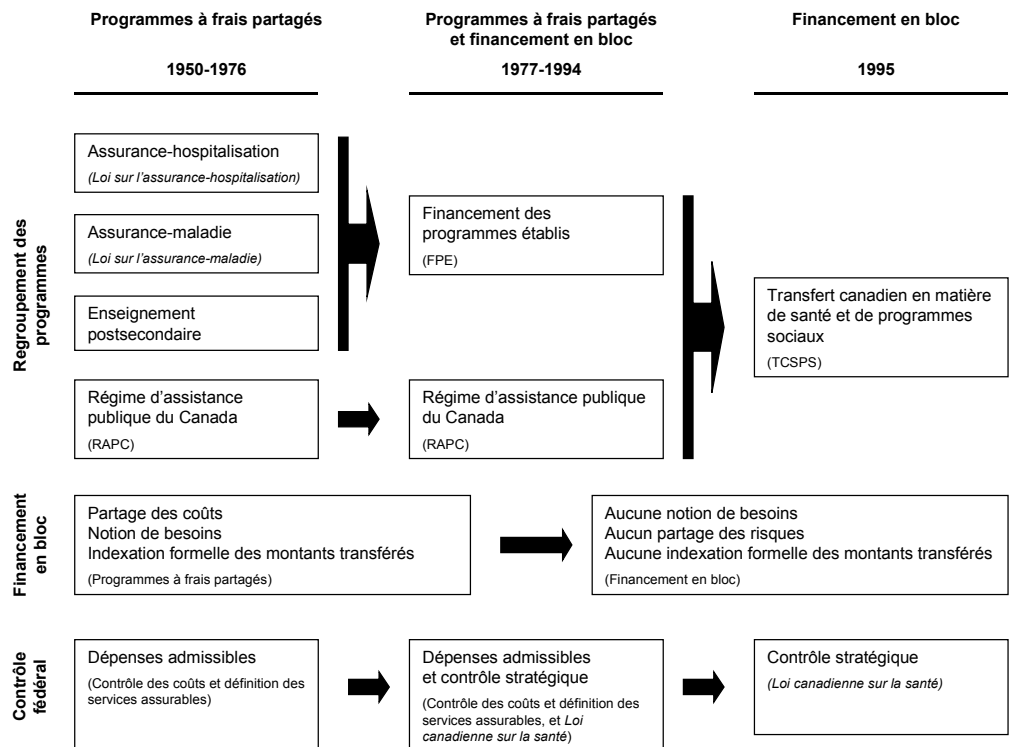 Programmes à frais partagés
1950-1976
Programmes à frais partagés
et financement en bloc
1977-1994
Financement en bloc
1995
Regroupement des
programmes
Assurance-hospitalisation
(Loi sur l’assurance-hospitalisation)
Assurance-maladie
(Loi sur l’assurance-maladie)
Enseignement
postsecondaire
Régime d’assistance
publique du Canada
(RAPC)
Financement des
programmes établis
(FPE)
Régime d’assistance publique
du Canada
(RAPC)
Transfert canadien en matière
de santé et de programmes
sociaux
(TCSPS)
Financement
en bloc
Partage des coûts
Notion de besoins
Indexation formelle des montants transférés
(Programmes à frais partagés)
Aucune notion de besoins
Aucun partage des risques
Aucune indexation formelle des montants transférés
(Financement en bloc)
Contrôle
fédéral
Dépenses admissibles
(Contrôle des coûts et définition des
services assurables)
Dépenses admissibles
et contrôle stratégique
(Contrôle des coûts et définition des
services assurables, et Loi
canadienne sur la santé)
Contrôle stratégique
(Loi canadienne sur la santé)